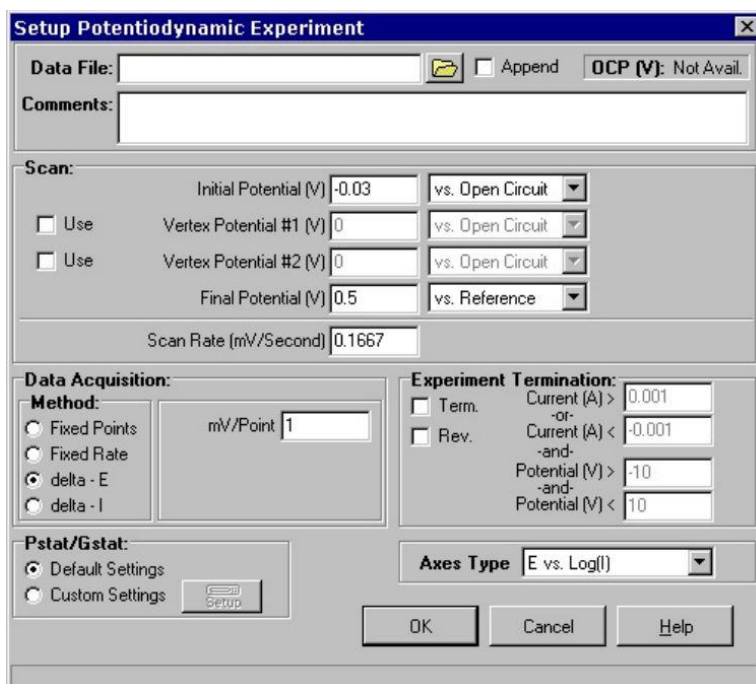 Setup Potentiodynamic Experiment
Data File: Append OCP (V): Not Avail.
Comments:
Scan:
Initial Potential (V) -0.03 vs. Open Circuit
Use Vertex Potential #1 (V) 0 vs. Open Circuit
Use Vertex Potential #2 (V) 0 vs. Open Circuit
Final Potential (V) 0.5 vs. Reference
Scan Rate (mV/Second) 0.1667
Data Acquisition:
Method:
Fixed Points
Fixed Rate
delta - E
delta - I
mV/Point 1
Experiment Termination:
Term. Current (A) > 0.001
-or-
Rev. Current (A) < -0.001
-and-
Potential (V) > -10
-and-
Potential (V) < 10
Pstat/Gstat:
Default Settings
Custom Settings Setup
Axes Type E vs. Log(I)
OK Cancel Help